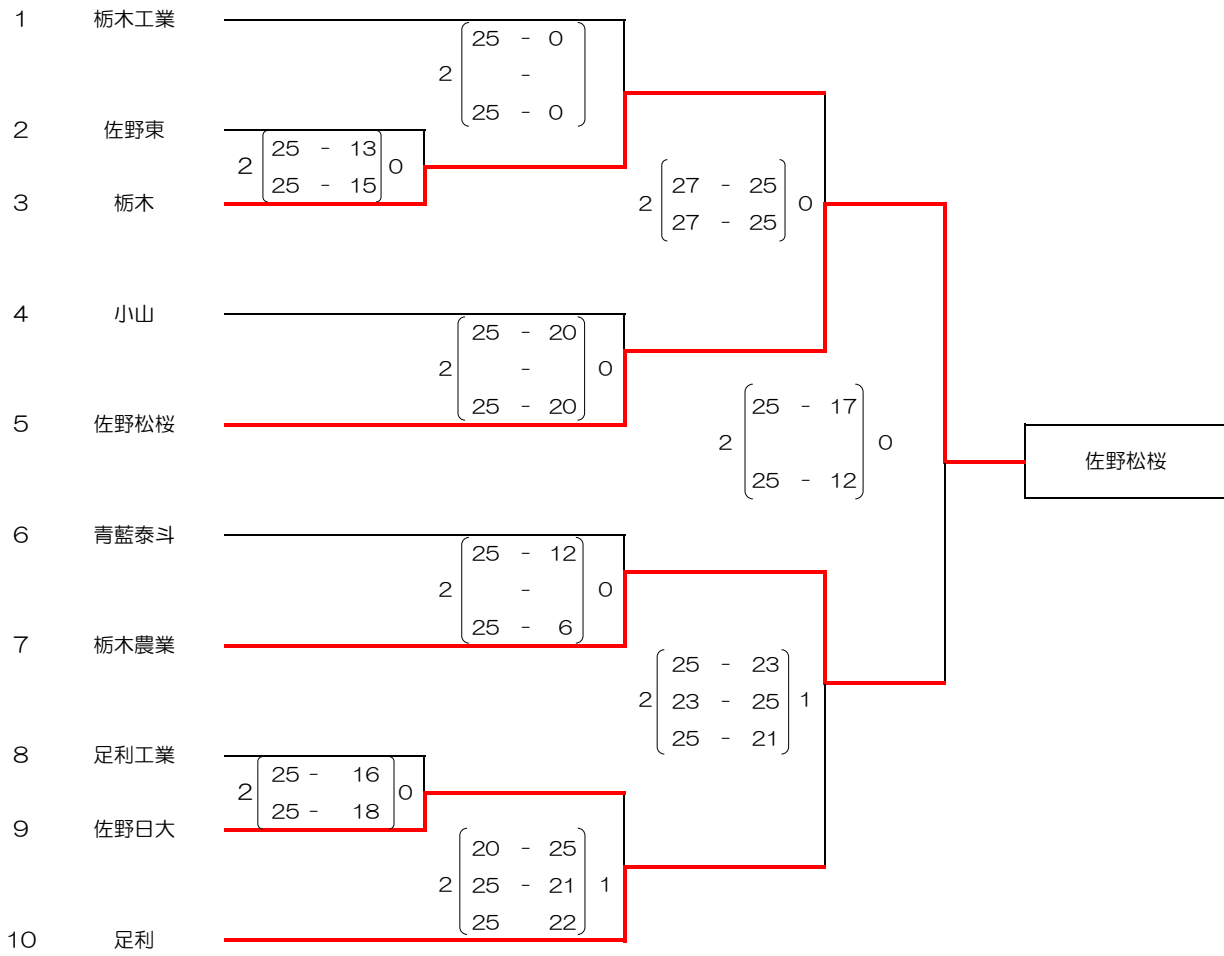 1 栃木工業
25 - 0
2 -
25 - 0
2 佐野東
25 - 13
2 0
25 - 15
3 栃木
27 - 25
2 0
27 - 25
4 小山
25 - 20
2 - 0
25 - 20
5 佐野松桜
25 - 17
2 0
25 - 12
佐野松桜
6 青藍泰斗
25 - 12
2 - 0
25 - 6
7 栃木農業
25 - 23
2 23 - 25 1
25 - 21
8 足利工業
25 - 16
2 0
25 - 18
9 佐野日大
20 - 25
2 25 - 21 1
25 22
10 足利